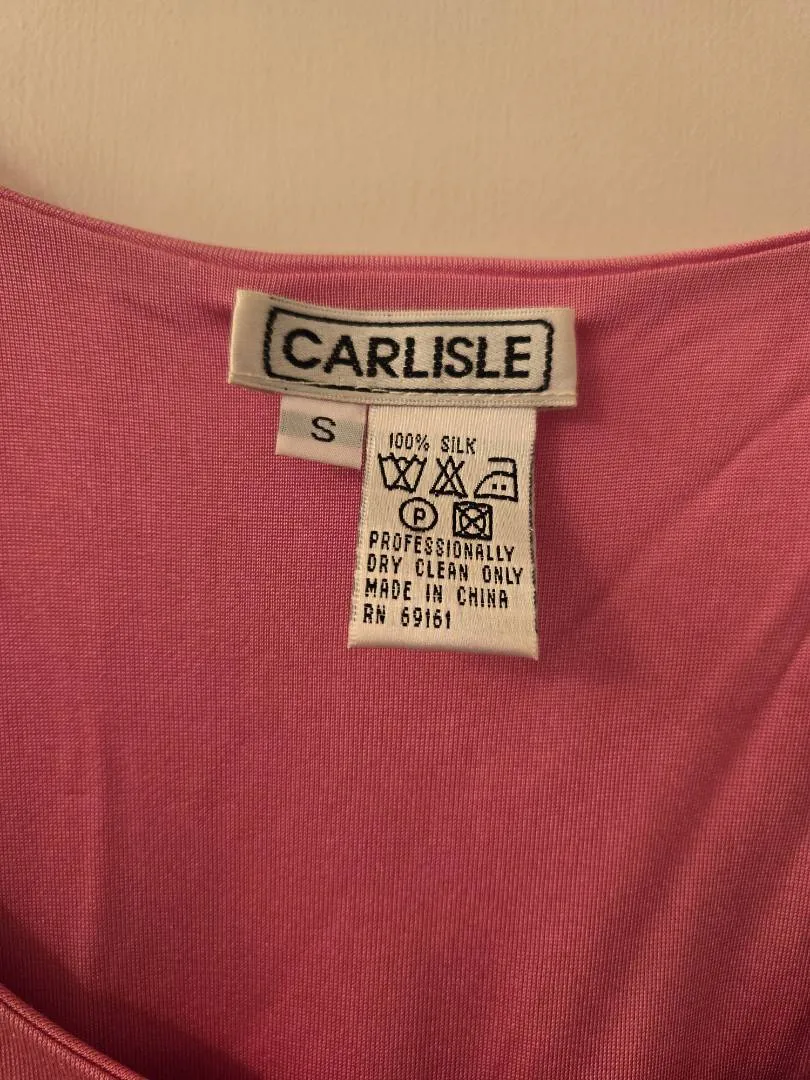 CARLISLE
S
100% SILK
P
PROFESSIONALLY
DRY CLEAN ONLY
MADE IN CHINA
RN 69161